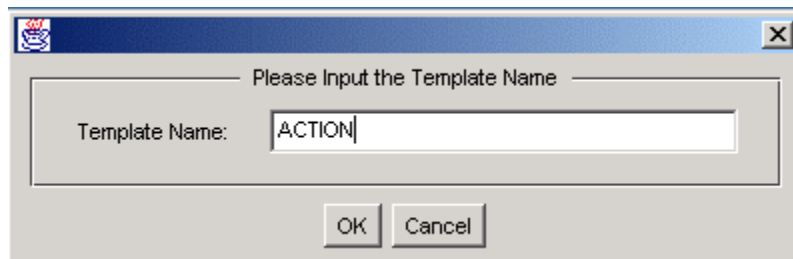 Please Input the Template Name
Template Name: ACTION
OK Cancel